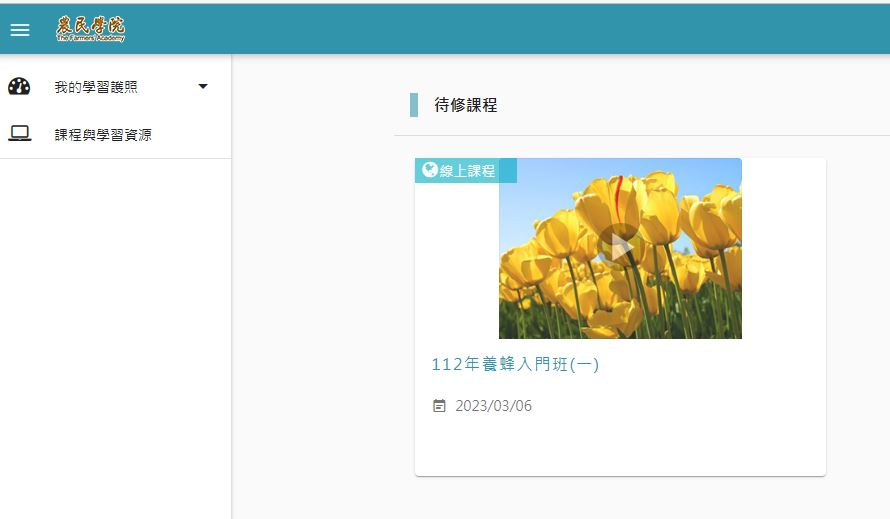 農民學院
The Farmers' Academy
我的學習護照
課程與學習資源
待修課程
線上課程
112年養蜂入門班(一)
2023/03/06